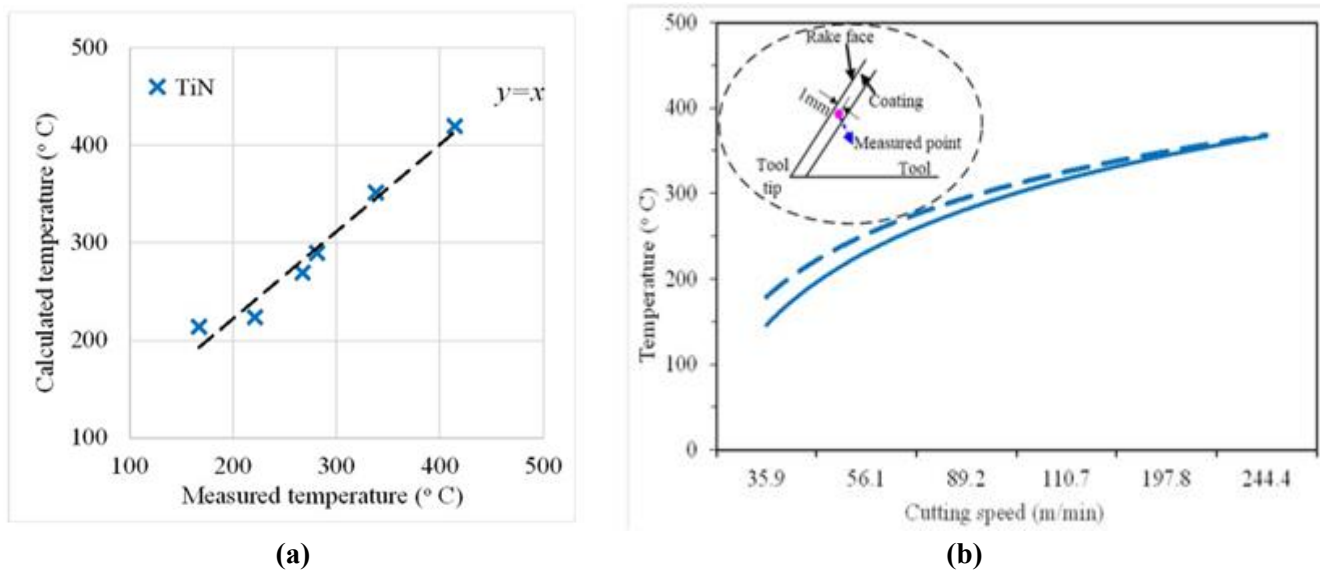 500
400
300
200
100
100 200 300 400 500
Calculated temperature (° C)
Measured temperature (° C)
TiN
y=x
(a)
500
400
300
200
100
0
35.9 56.1 89.2 110.7 197.8 244.4
Temperature (° C)
Cutting speed (m/min)
Rake face
1mm
Coating
Measured point
Tool
tip
Tool
(b)